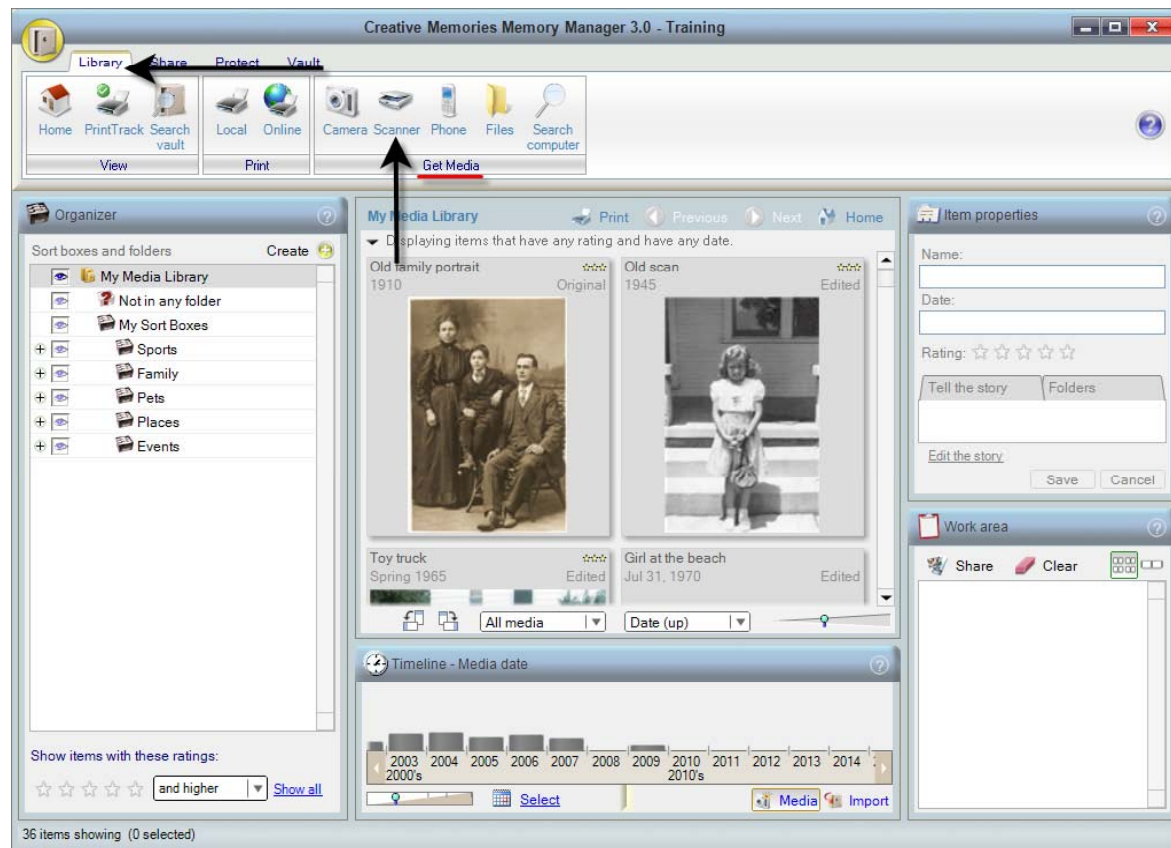 Creative Memories Memory Manager 3.0 - Training
Library Share Protect Vault
Home PrintTrack Search vault Local Online Camera Scanner Phone Files Search computer
View Print Get Media
Organizer
Sort boxes and folders Create
My Media Library
Not in any folder
My Sort Boxes
Sports
Family
Pets
Places
Events
Show items with these ratings:
and higher Show all
My Media Library Print Previous Next Home
Displaying items that have any rating and have any date.
Old family portrait
1910 Original
Old scan
1945 Edited
Toy truck
Spring 1965 Edited
Girl at the beach
Jul 31, 1970 Edited
All media Date (up)
Timeline - Media date
2003 2004 2005 2006 2007 2008 2009 2010 2011 2012 2013 2014
2000's 2010's
Select Media Import
Item properties
Name:
Date:
Rating:
Tell the story Folders
Edit the story
Save Cancel
Work area
Share Clear
36 items showing (0 selected)